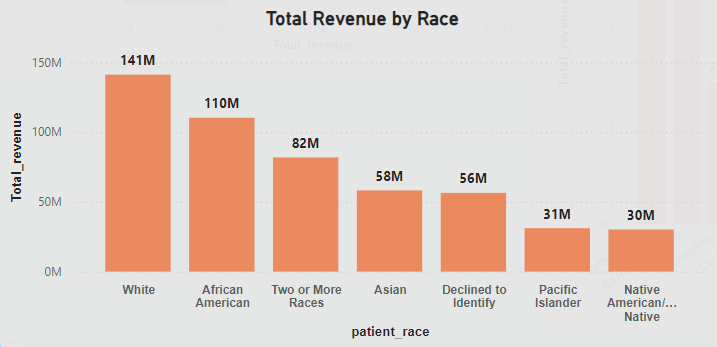 Total Revenue by Race
Total_revenue
150M
100M
50M
0M
141M
110M
82M
58M
56M
31M
30M
White
African
American
Two or More
Races
Asian
Declined to
Identify
Pacific
Islander
Native
American/...
Native
patient_race
Total_revenue